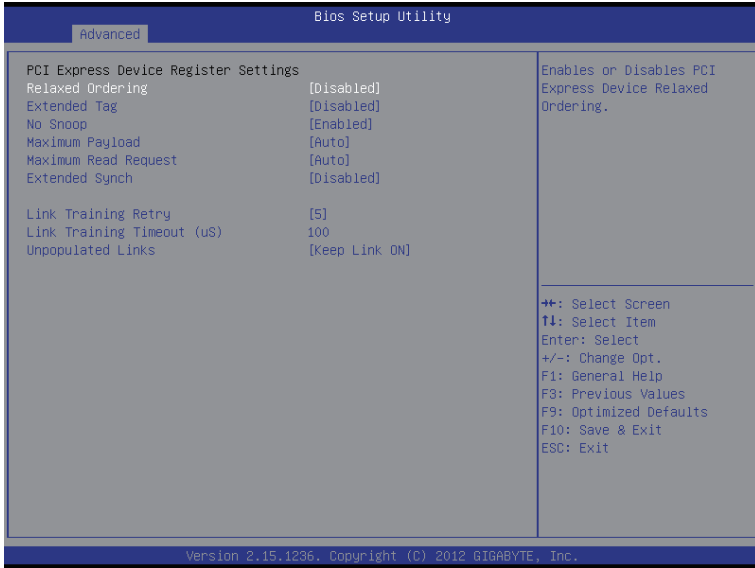 Bios Setup Utility
Advanced
PCI Express Device Register Settings
Relaxed Ordering [Disabled]
Extended Tag [Disabled]
No Snoop [Enabled]
Maximum Payload [Auto]
Maximum Read Request [Auto]
Extended Synch [Disabled]
Link Training Retry [5]
Link Training Timeout (uS) 100
Unpopulated Links [Keep Link ON]
Enables or Disables PCI
Express Device Relaxed
Ordering.
→←: Select Screen
↑↓: Select Item
Enter: Select
+/-: Change Opt.
F1: General Help
F3: Previous Values
F9: Optimized Defaults
F10: Save & Exit
ESC: Exit
Version 2.15.1236. Copyright (C) 2012 GIGABYTE, Inc.